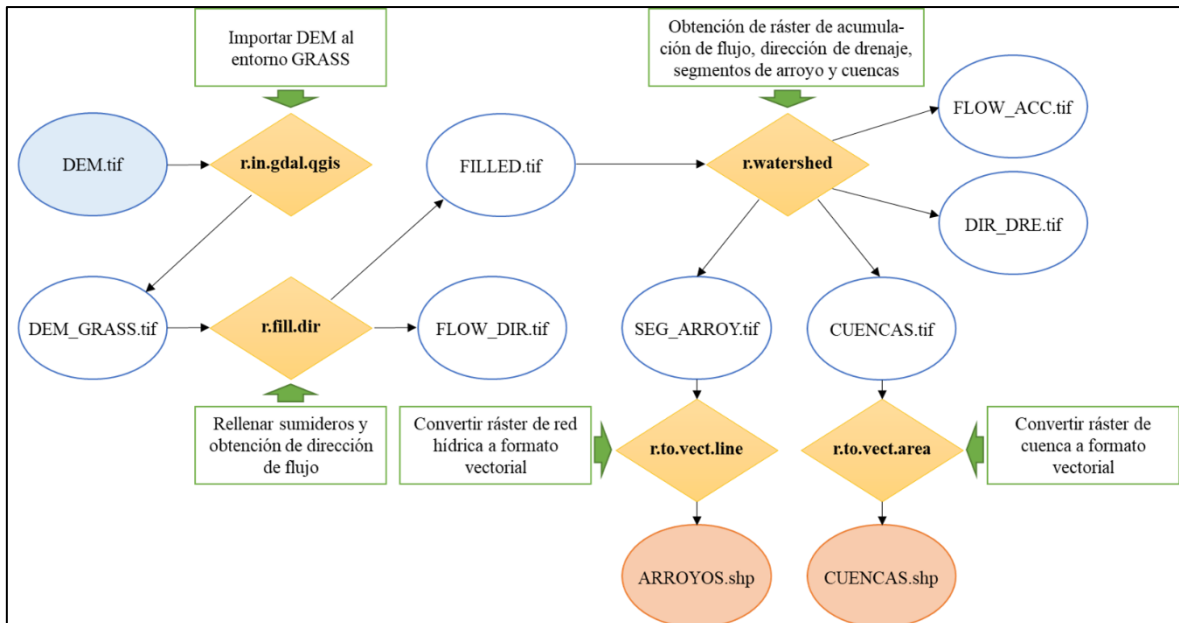 Importar DEM al
entorno GRASS
Obtención de ráster de acumula-
ción de flujo, dirección de drenaje,
segmentos de arroyo y cuencas
FLOW_ACC.tif
DEM.tif
r.in.gdal.qgis
FILLED.tif
r.watershed
DIR_DRE.tif
DEM_GRASS.tif
r.fill.dir
FLOW_DIR.tif
SEG_ARROY.tif
CUENCAS.tif
Rellenar sumideros y
obtención de dirección
de flujo
Convertir ráster de red
hídrica a formato
vectorial
r.to.vect.line
r.to.vect.area
Convertir ráster de
cuenca a formato
vectorial
ARROYOS.shp
CUENCAS.shp